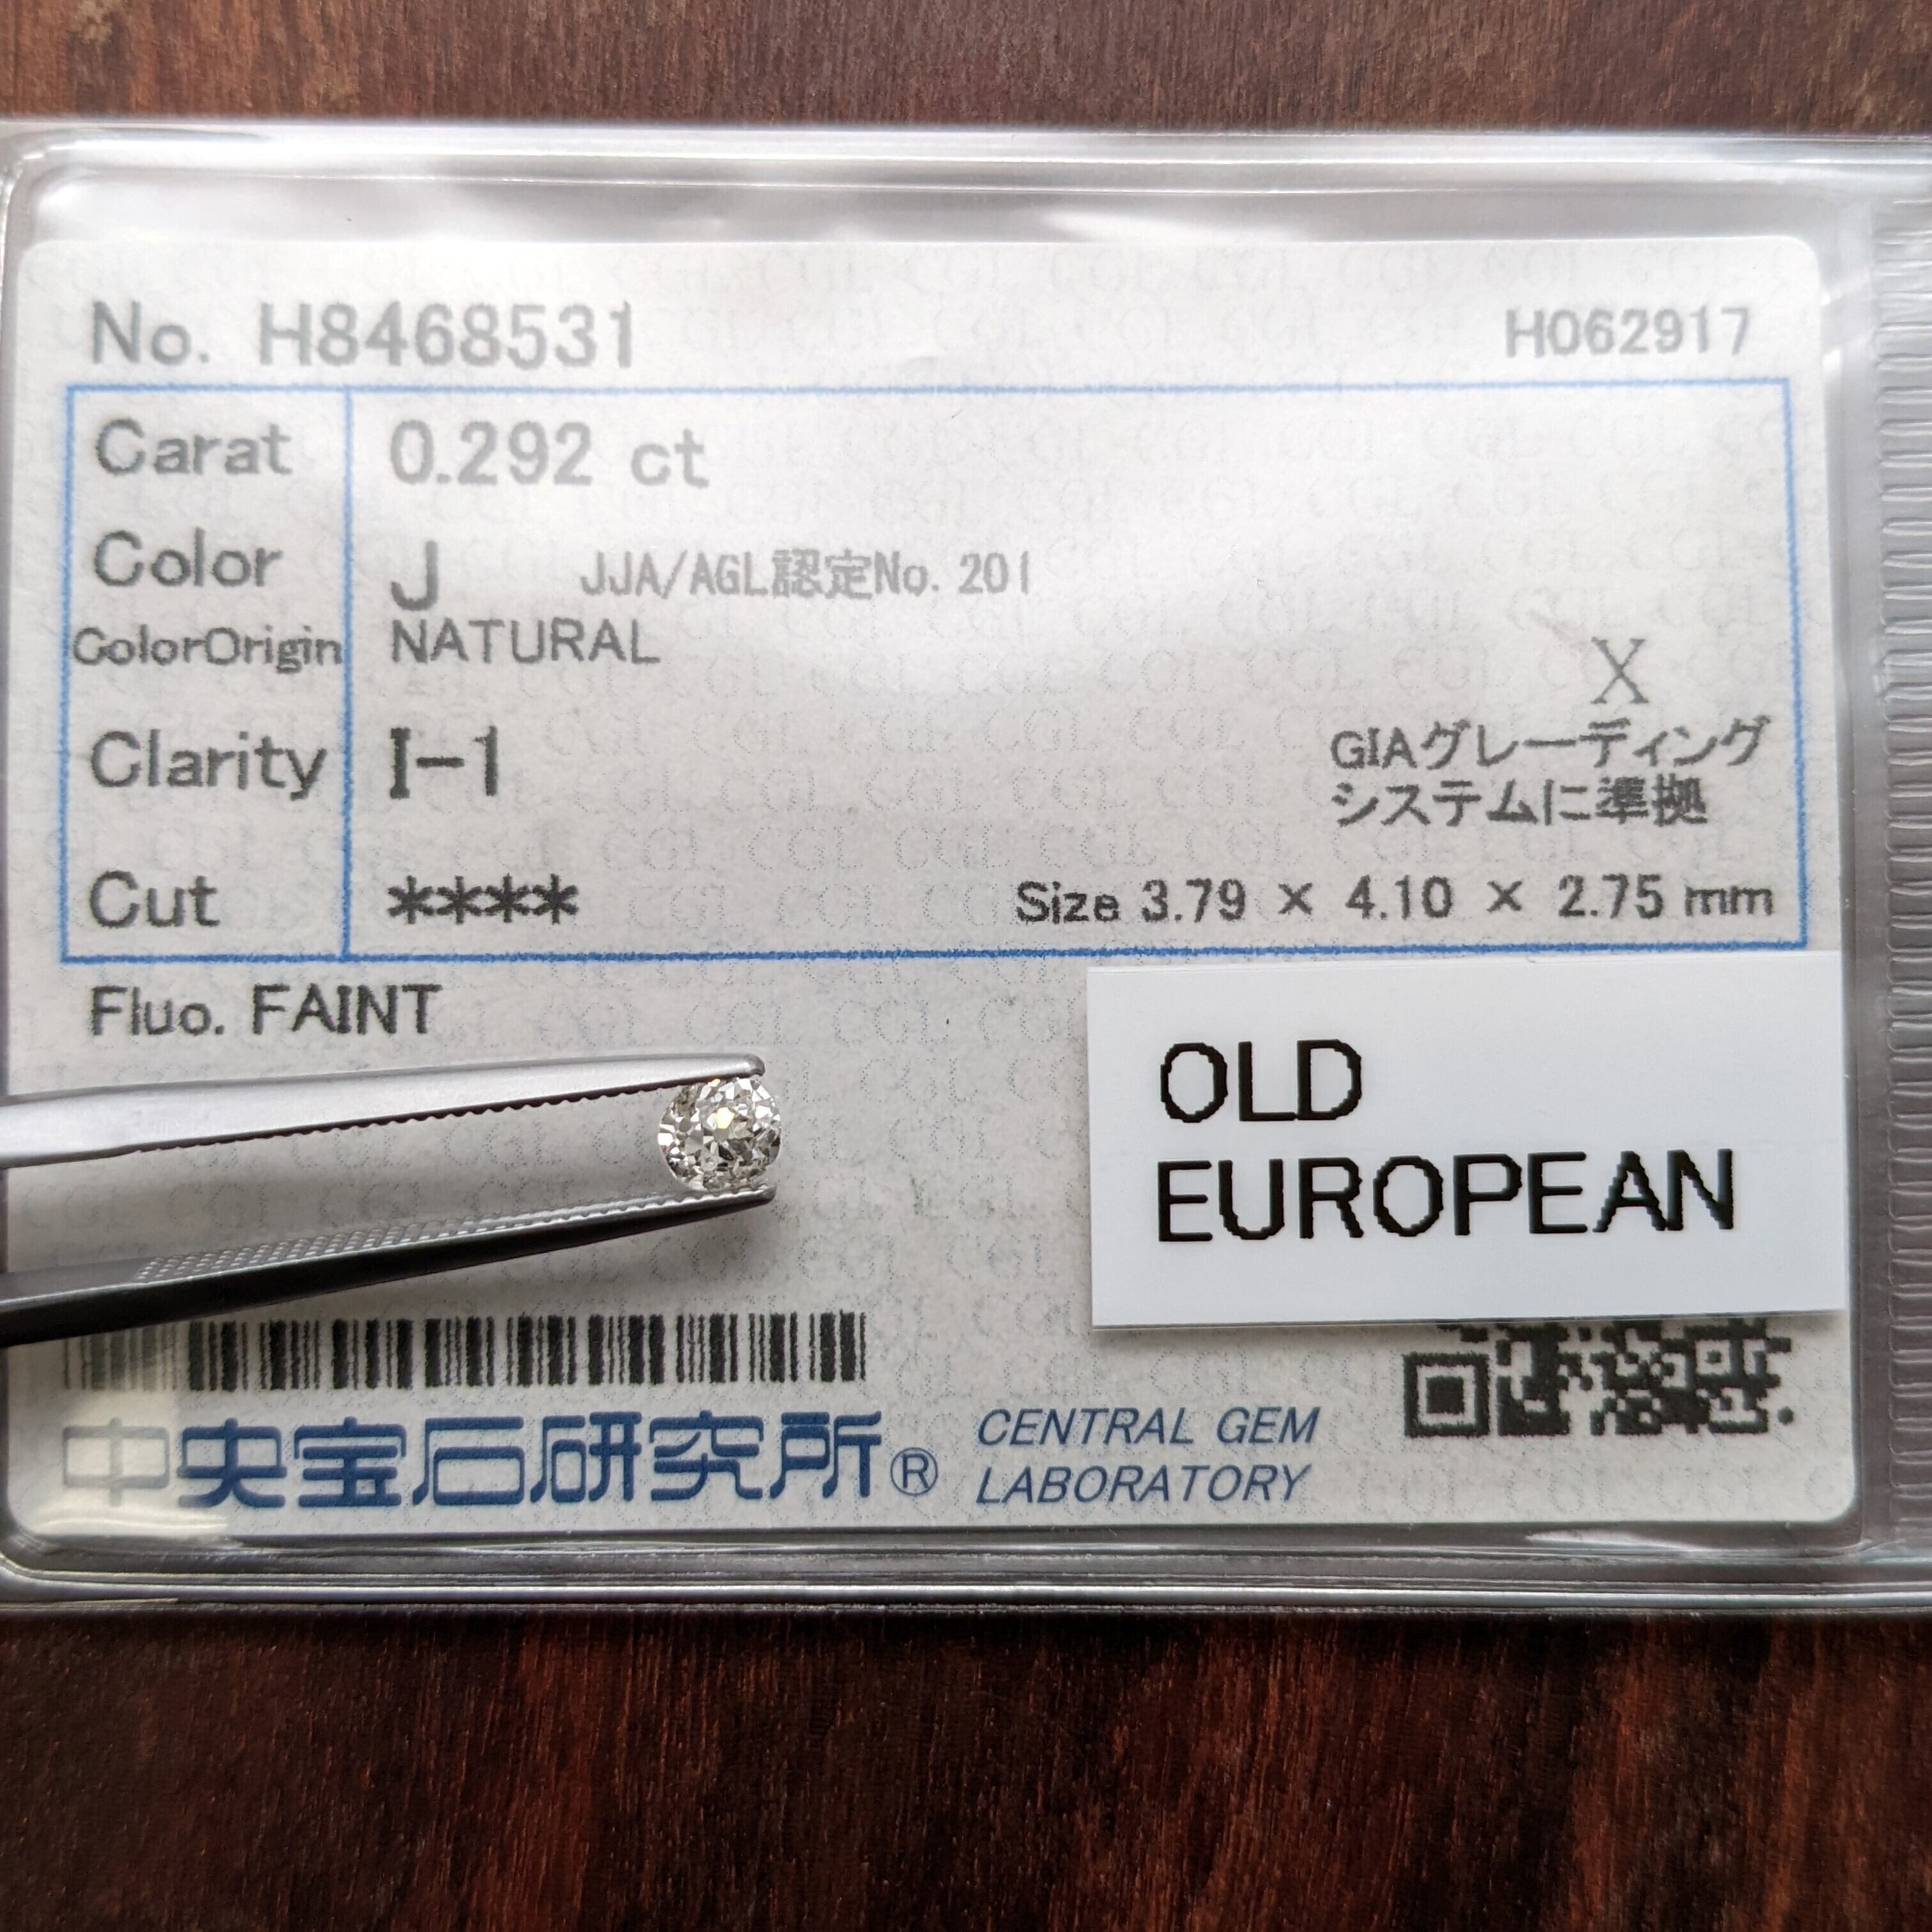 No. H8468531 H062917
Carat 0.292 ct
Color J JJA/AGL認定No. 201
ColorOrigin NATURAL
X
Clarity I-1 GIAグレーディング
システムに準拠
Cut **** Size 3.79 × 4.10 × 2.75 mm
Fluo. FAINT
OLD
EUROPEAN
中央宝石研究所® CENTRAL GEM
LABORATORY